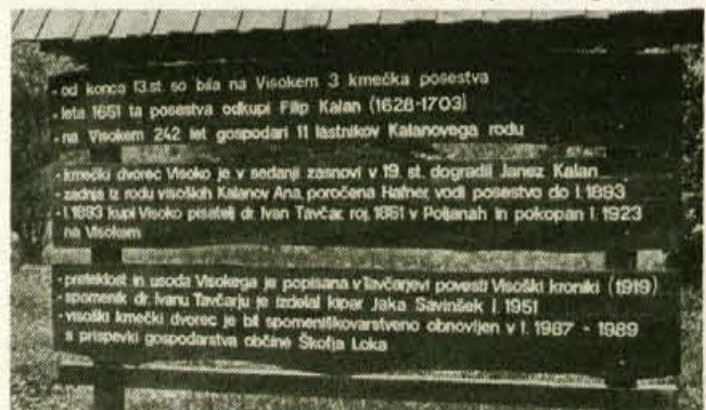 - od konca 13.st. so bila na Visokem 3 kmečka posestva
- leta 1651 ta posestva odkupi Filip Kalan (1628-1703)
- na Visokem 242 let gospodari 11 lastnikov Kalanovega rodu
- kmečki dvorec Visoko je v sedanji zasnovi v 19. st. dogradil Janez Kalan
- zadnja iz rodu visoških Kalanov Ana, poročena Hafner, vodi posestvo do l. 1893
- l. 1893 kupi Visoko pisatelj dr. Ivan Tavčar, roj. 1851 v Poljanah in pokopan l. 1923
na Visokem
- preteklost in usoda Visokega je popisana v Tavčarjevi povesti Visoški kroniki (1919)
- spomenik dr. Ivanu Tavčarju je izdelal kipar Jaka Savinšek l. 1951
- visoški kmečki dvorec je bil spomeniškovarstveno obnovljen v l. 1987 - 1989
s prispevki gospodarstva občine Škofja Loka